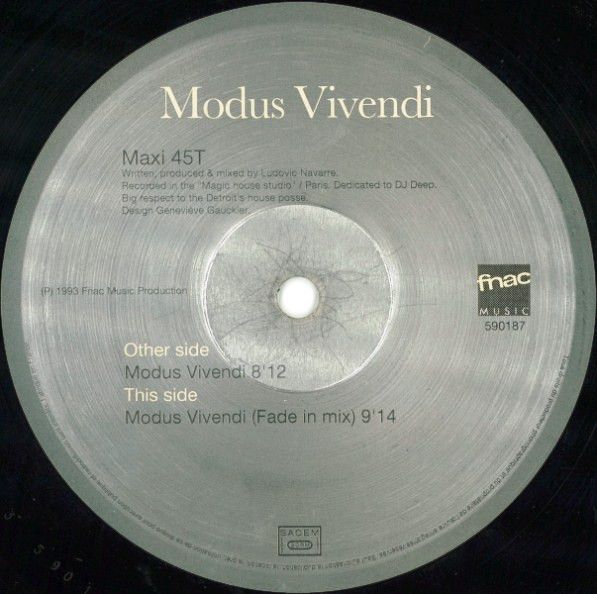 Modus Vivendi
Maxi 45T
Written, produced & mixed by Ludovic Navarre.
Recorded in the "Magic house studio" / Paris. Dedicated to DJ Deep.
Big respect to the Detroit's house posse.
Design Geneviève Gauckler.
(P) 1993 Fnac Music Production
fnac
MUSIC
590187
Other side
Modus Vivendi 8'12
This side
Modus Vivendi (Fade in mix) 9'14
SACEM